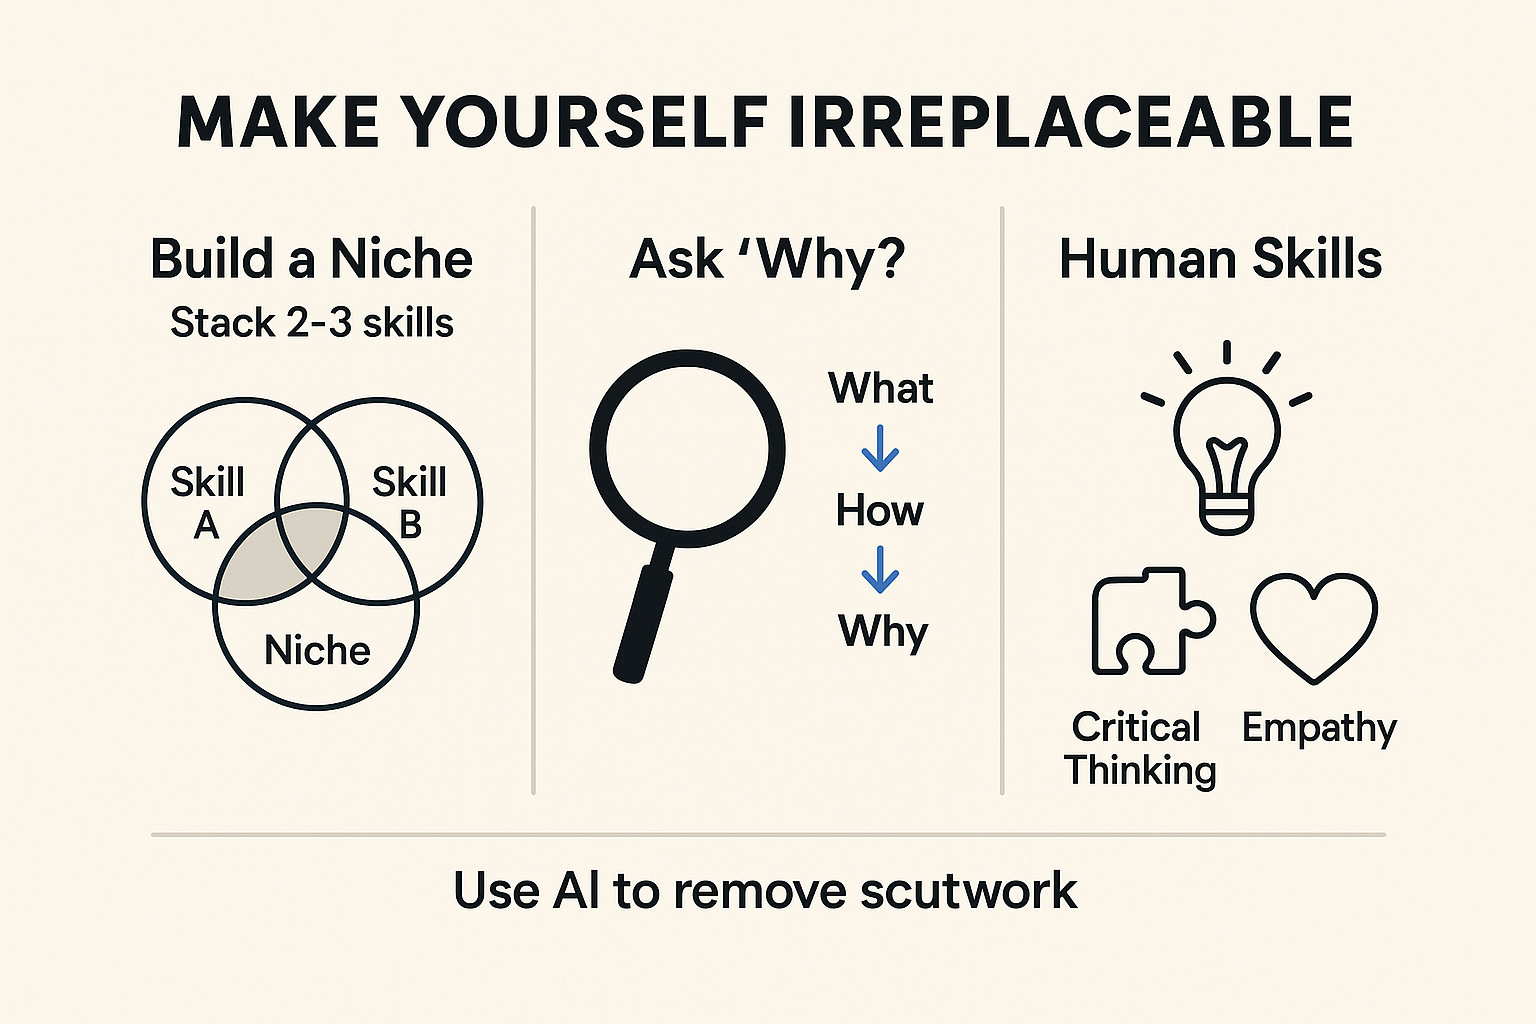 MAKE YOURSELF IRREPLACEABLE
Build a Niche
Stack 2-3 skills
Skill
A
Skill
B
Niche
Ask ‘Why?
What
How
Why
Human Skills
Critical
Thinking
Empathy
Use AI to remove scutwork